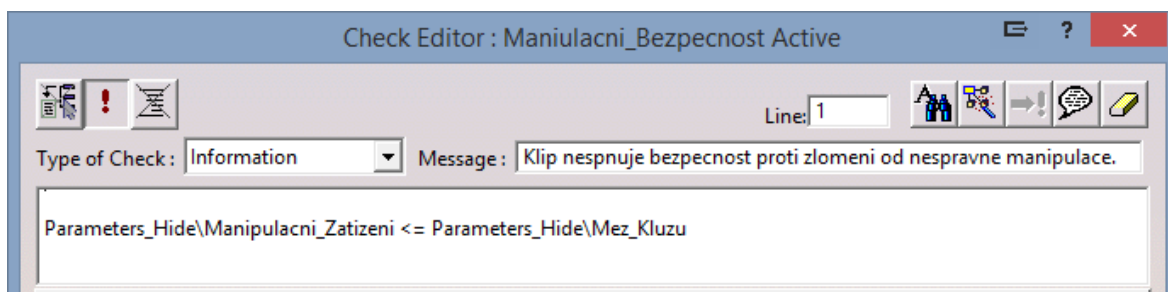 Check Editor : Maniulacni_Bezpecnost Active
Line: 1
Type of Check : Information Message : Klip nespnuje bezpecnost proti zlomeni od nespravne manipulace.
Parameters_Hide\Manipulacni_Zatizeni <= Parameters_Hide\Mez_Kluzu